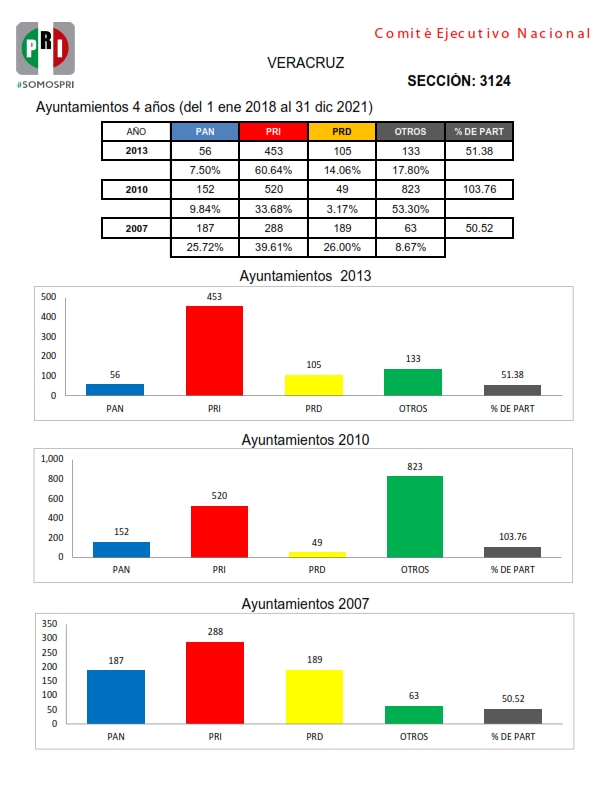 Comité Ejecutivo Nacional
PRI
#SOMOSPRI
VERACRUZ
SECCIÓN: 3124
Ayuntamientos 4 años (del 1 ene 2018 al 31 dic 2021)
AÑO PAN PRI PRD OTROS % DE PART
2013 56 453 105 133 51.38
7.50% 60.64% 14.06% 17.80%
2010 152 520 49 823 103.76
9.84% 33.68% 3.17% 53.30%
2007 187 288 189 63 50.52
25.72% 39.61% 26.00% 8.67%
Ayuntamientos 2013
500
400
300
200
100
0
56 453 105 133 51.38
PAN PRI PRD OTROS % DE PART
Ayuntamientos 2010
1,000
800
600
400
200
0
152 520 49 823 103.76
PAN PRI PRD OTROS % DE PART
Ayuntamientos 2007
350
300
250
200
150
100
50
0
187 288 189 63 50.52
PAN PRI PRD OTROS % DE PART